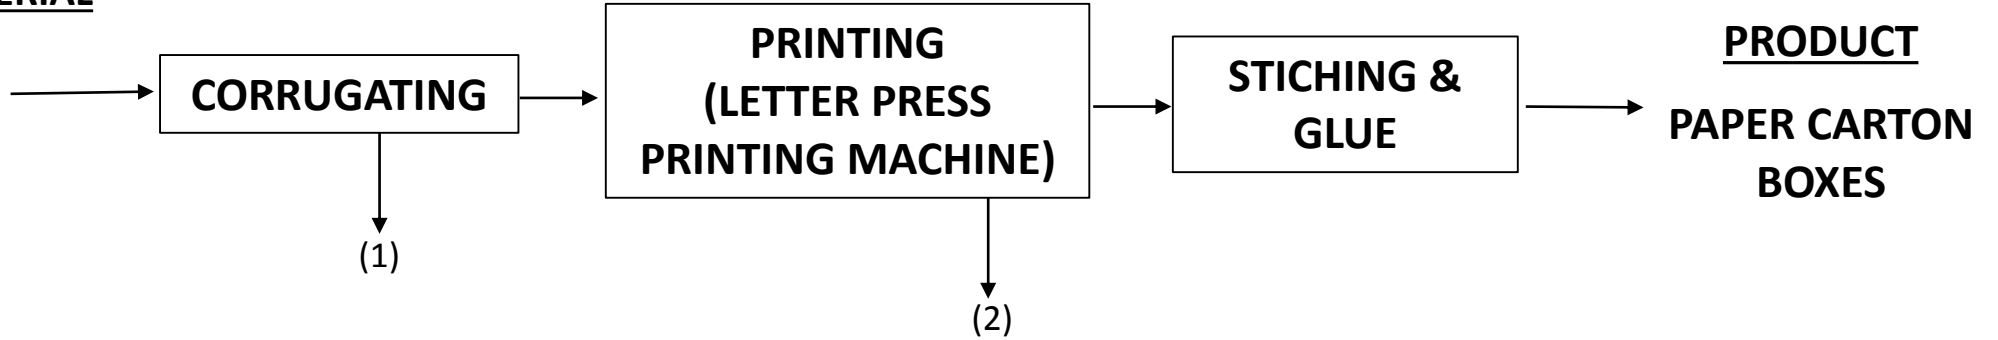 CORRUGATING
(1)
PRINTING
(LETTER PRESS
PRINTING MACHINE)
(2)
STICHING &
GLUE
PRODUCT
PAPER CARTON
BOXES